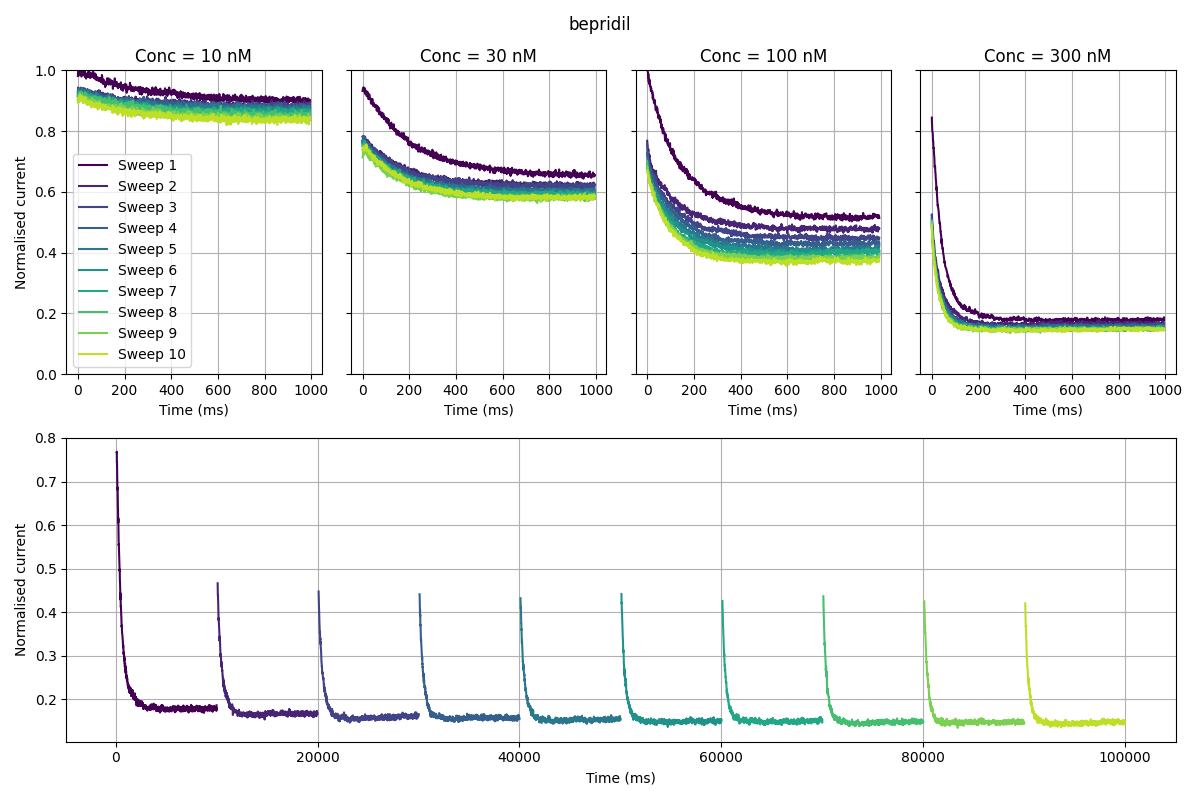 bepridil
Conc = 10 nM
Conc = 30 nM
Conc = 100 nM
Conc = 300 nM
Normalised current
1.0
0.8
0.6
0.4
0.2
0.0
Sweep 1
Sweep 2
Sweep 3
Sweep 4
Sweep 5
Sweep 6
Sweep 7
Sweep 8
Sweep 9
Sweep 10
0 200 400 600 800 1000
0 200 400 600 800 1000
0 200 400 600 800 1000
0 200 400 600 800 1000
Time (ms)
Time (ms)
Time (ms)
Time (ms)
Normalised current
0.8
0.7
0.6
0.5
0.4
0.3
0.2
0 20000 40000 60000 80000 100000
Time (ms)